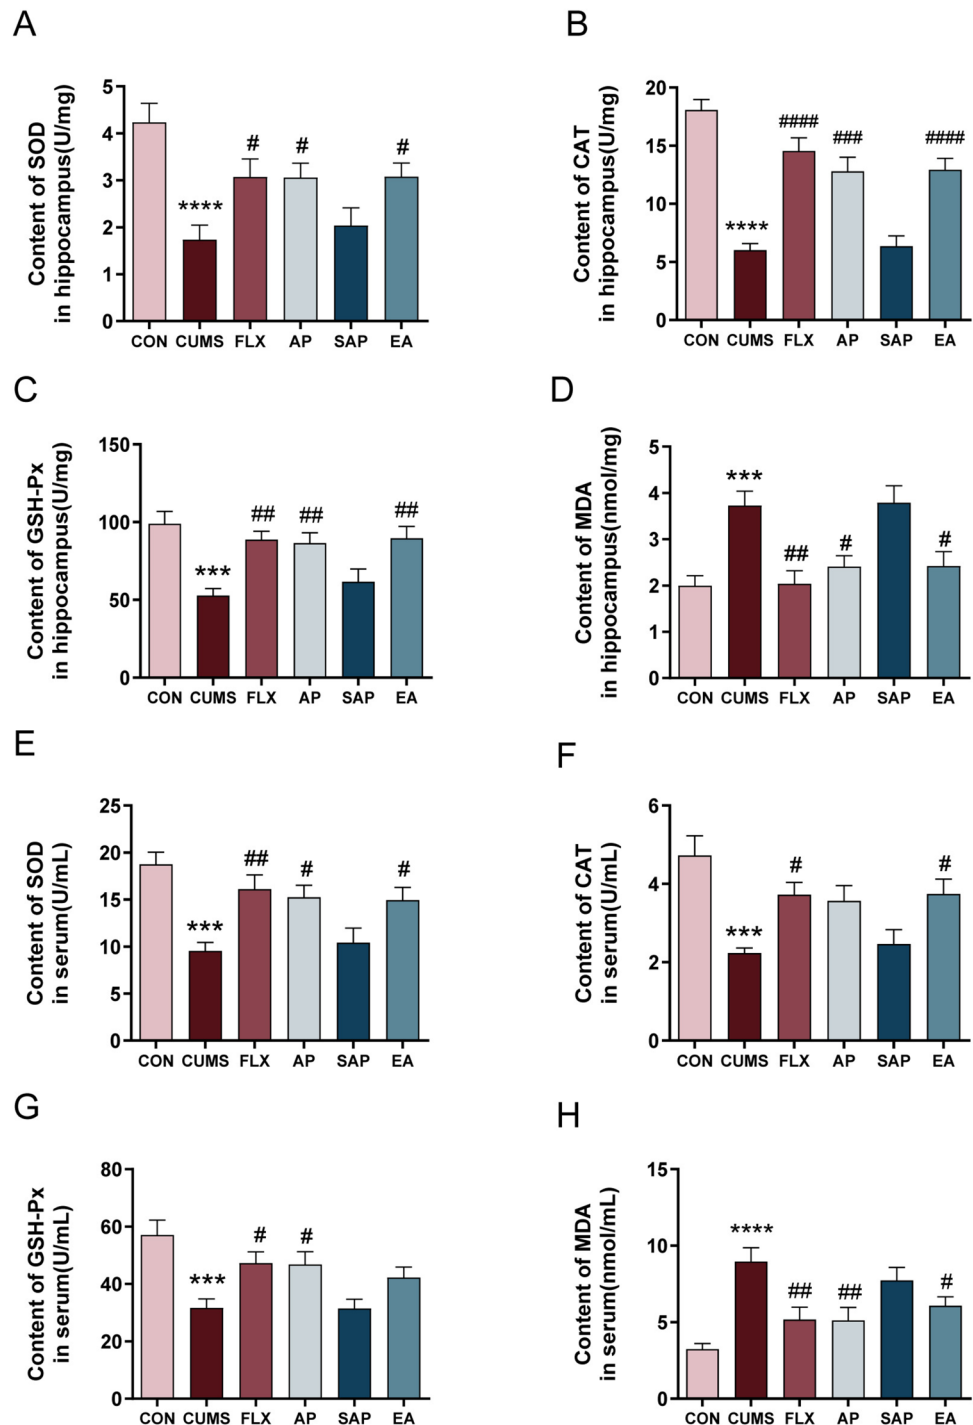 A
Content of SOD
in hippocampus(U/mg)
5
4
3
2
1
0
****
#
#
#
CON CUMS FLX AP SAP EA
B
Content of CAT
in hippocampus(U/mg)
20
15
10
5
0
****
####
###
####
CON CUMS FLX AP SAP EA
C
Content of GSH-Px
in hippocampus(U/mg)
150
100
50
0
***
##
##
##
CON CUMS FLX AP SAP EA
D
Content of MDA
in hippocampus(nmol/mg)
5
4
3
2
1
0
***
##
#
#
CON CUMS FLX AP SAP EA
E
Content of SOD
in serum(U/mL)
25
20
15
10
5
0
***
##
#
#
CON CUMS FLX AP SAP EA
F
Content of CAT
in serum(U/mL)
6
4
2
0
***
#
#
CON CUMS FLX AP SAP EA
G
Content of GSH-Px
in serum(U/mL)
80
60
40
20
0
***
#
#
CON CUMS FLX AP SAP EA
H
Content of MDA
in serum(nmol/mL)
15
10
5
0
****
##
##
#
CON CUMS FLX AP SAP EA